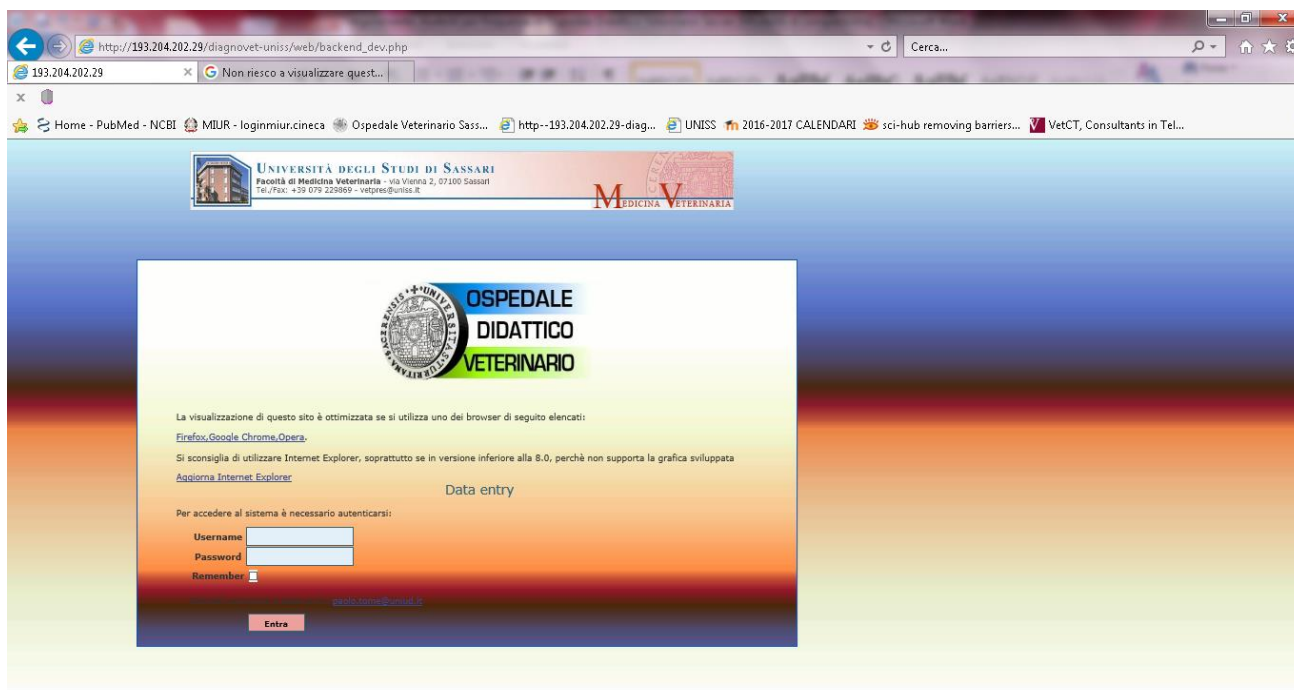 http://193.204.202.29/diagnovet-uniss/web/backend_dev.php
Cerca...
193.204.202.29
Non riesco a visualizzare quest...
Home - PubMed - NCBI
MIUR - loginmiur.cineca
Ospedale Veterinario Sass...
http--193.204.202.29-diag...
UNISS
2016-2017 CALENDARI
sci-hub removing barriers...
VetCT, Consultants in Tel...
UNIVERSITÀ DEGLI STUDI DI SASSARI
Facoltà di Medicina Veterinaria - via Vienna 2, 07100 Sassari
Tel./Fax: +39 079 229869 - vetpres@uniss.it
MEDICINA VETERINARIA
OSPEDALE
DIDATTICO
VETERINARIO
La visualizzazione di questo sito è ottimizzata se si utilizza uno dei browser di seguito elencati:
Firefox,Google Chrome,Opera.
Si sconsiglia di utilizzare Internet Explorer, soprattutto se in versione inferiore alla 8.0, perchè non supporta la grafica sviluppata
Aggiorna Internet Explorer
Data entry
Per accedere al sistema è necessario autenticarsi:
Username
Password
Remember
Entra